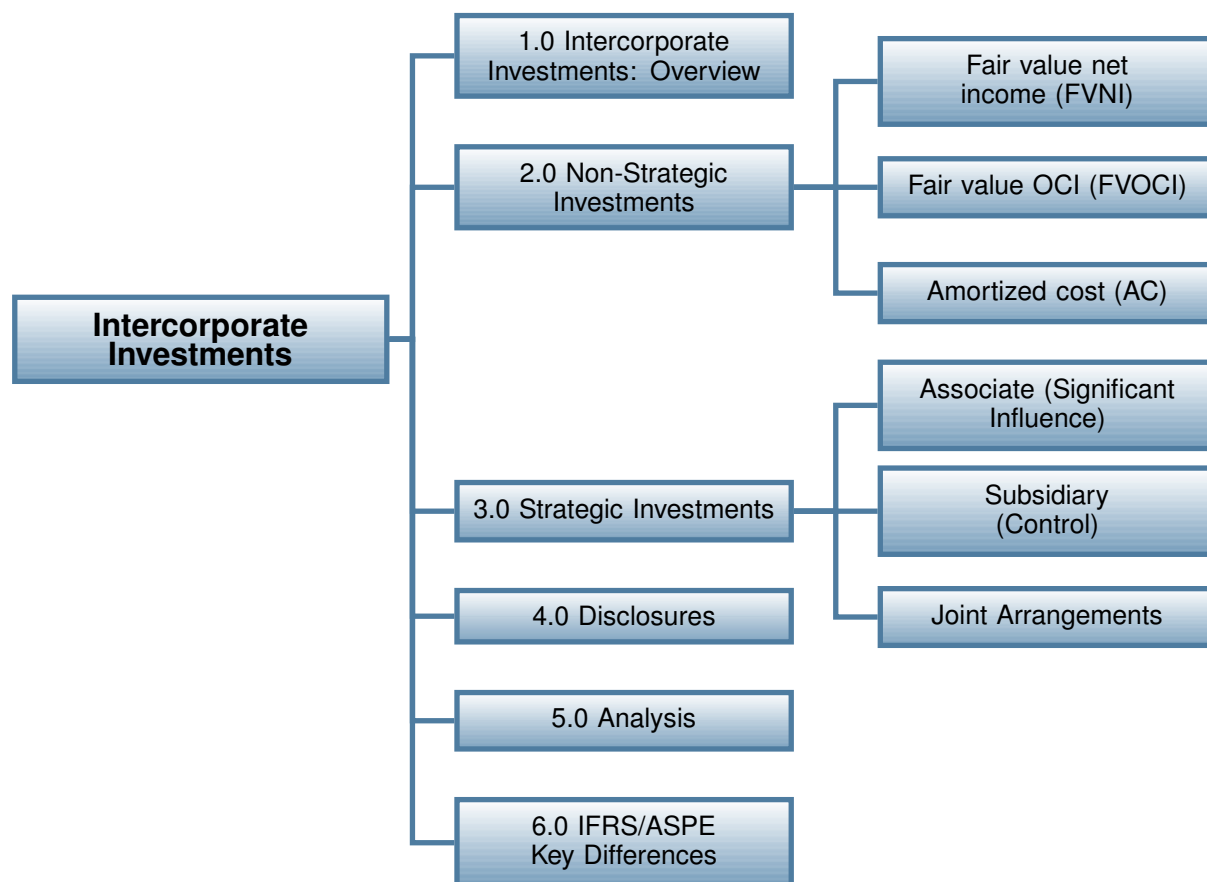 Intercorporate
Investments
1.0 Intercorporate
Investments: Overview
2.0 Non-Strategic
Investments
Fair value net
income (FVNI)
Fair value OCI (FVOCI)
Amortized cost (AC)
3.0 Strategic Investments
Associate (Significant
Influence)
Subsidiary
(Control)
Joint Arrangements
4.0 Disclosures
5.0 Analysis
6.0 IFRS/ASPE
Key Differences